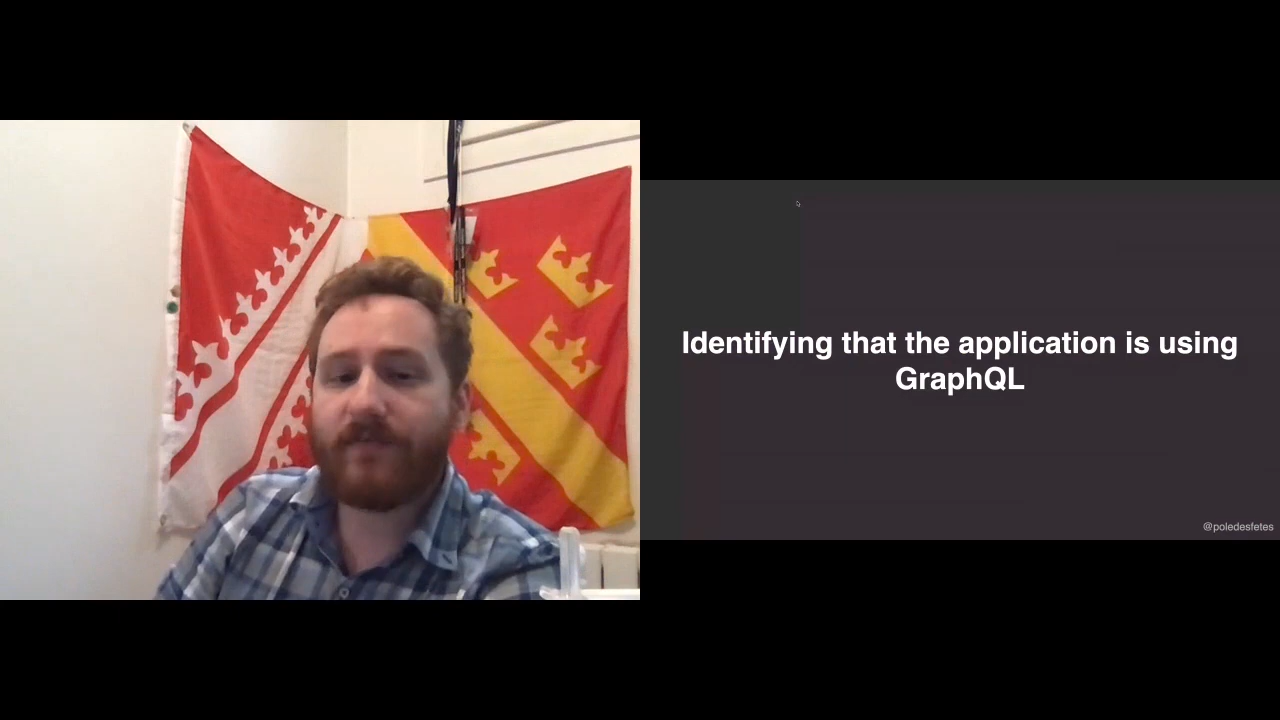 Identifying that the application is using
GraphQL
@poledesfetes